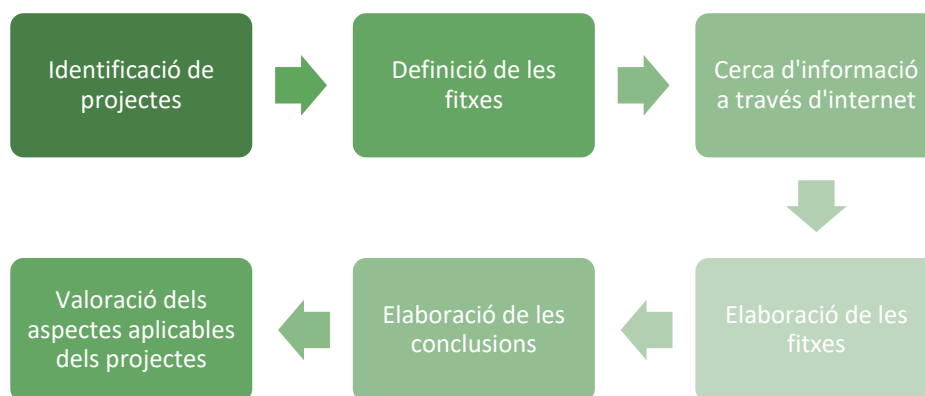 Identificació de
projectes
Definició de les
fitxes
Cerca d'informació
a través d'internet
Elaboració de les
fitxes
Elaboració de les
conclusions
Valoració dels
aspectes aplicables
dels projectes